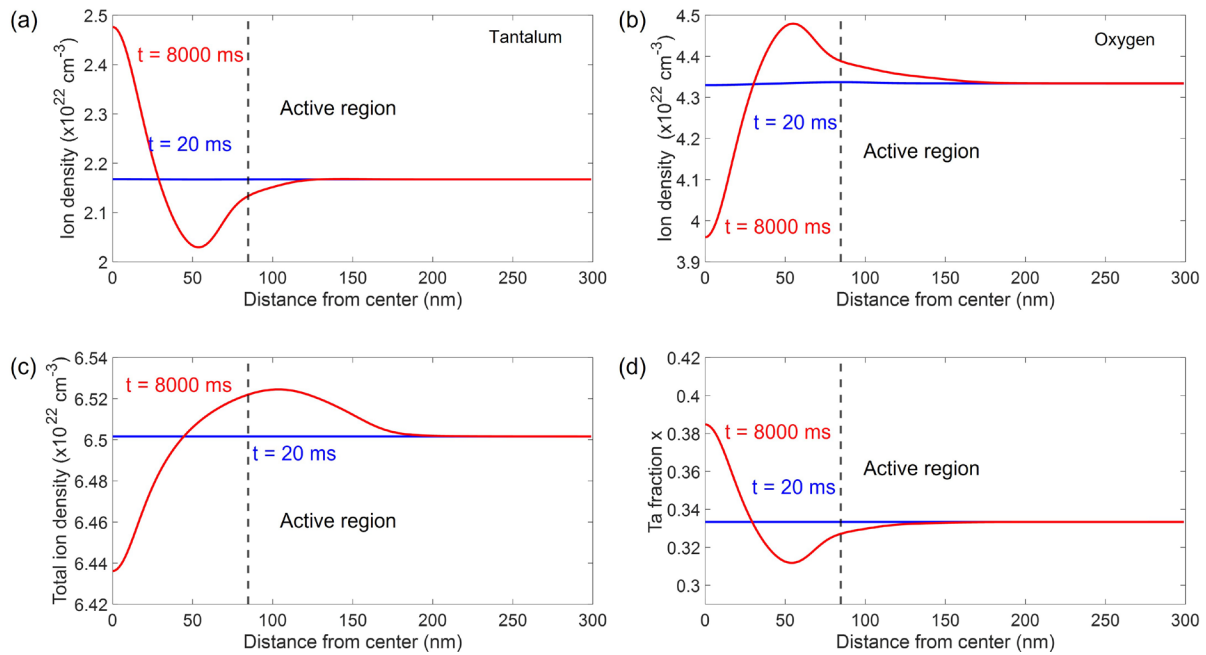 (a)
2.5
2.4
2.3
2.2
2.1
2
Ion density (x10²² cm⁻³)
t = 8000 ms
Tantalum
Active region
t = 20 ms
0 50 100 150 200 250 300
Distance from center (nm)
(b)
4.5
4.4
4.3
4.2
4.1
4
3.9
Ion density (x10²² cm⁻³)
Oxygen
t = 20 ms
Active region
t = 8000 ms
0 50 100 150 200 250 300
Distance from center (nm)
(c)
6.54
6.52
6.5
6.48
6.46
6.44
6.42
Total ion density (x10²² cm⁻³)
t = 8000 ms
t = 20 ms
Active region
0 50 100 150 200 250 300
Distance from center (nm)
(d)
0.42
0.4
0.38
0.36
0.34
0.32
0.3
Ta fraction x
t = 8000 ms
t = 20 ms
Active region
0 50 100 150 200 250 300
Distance from center (nm)